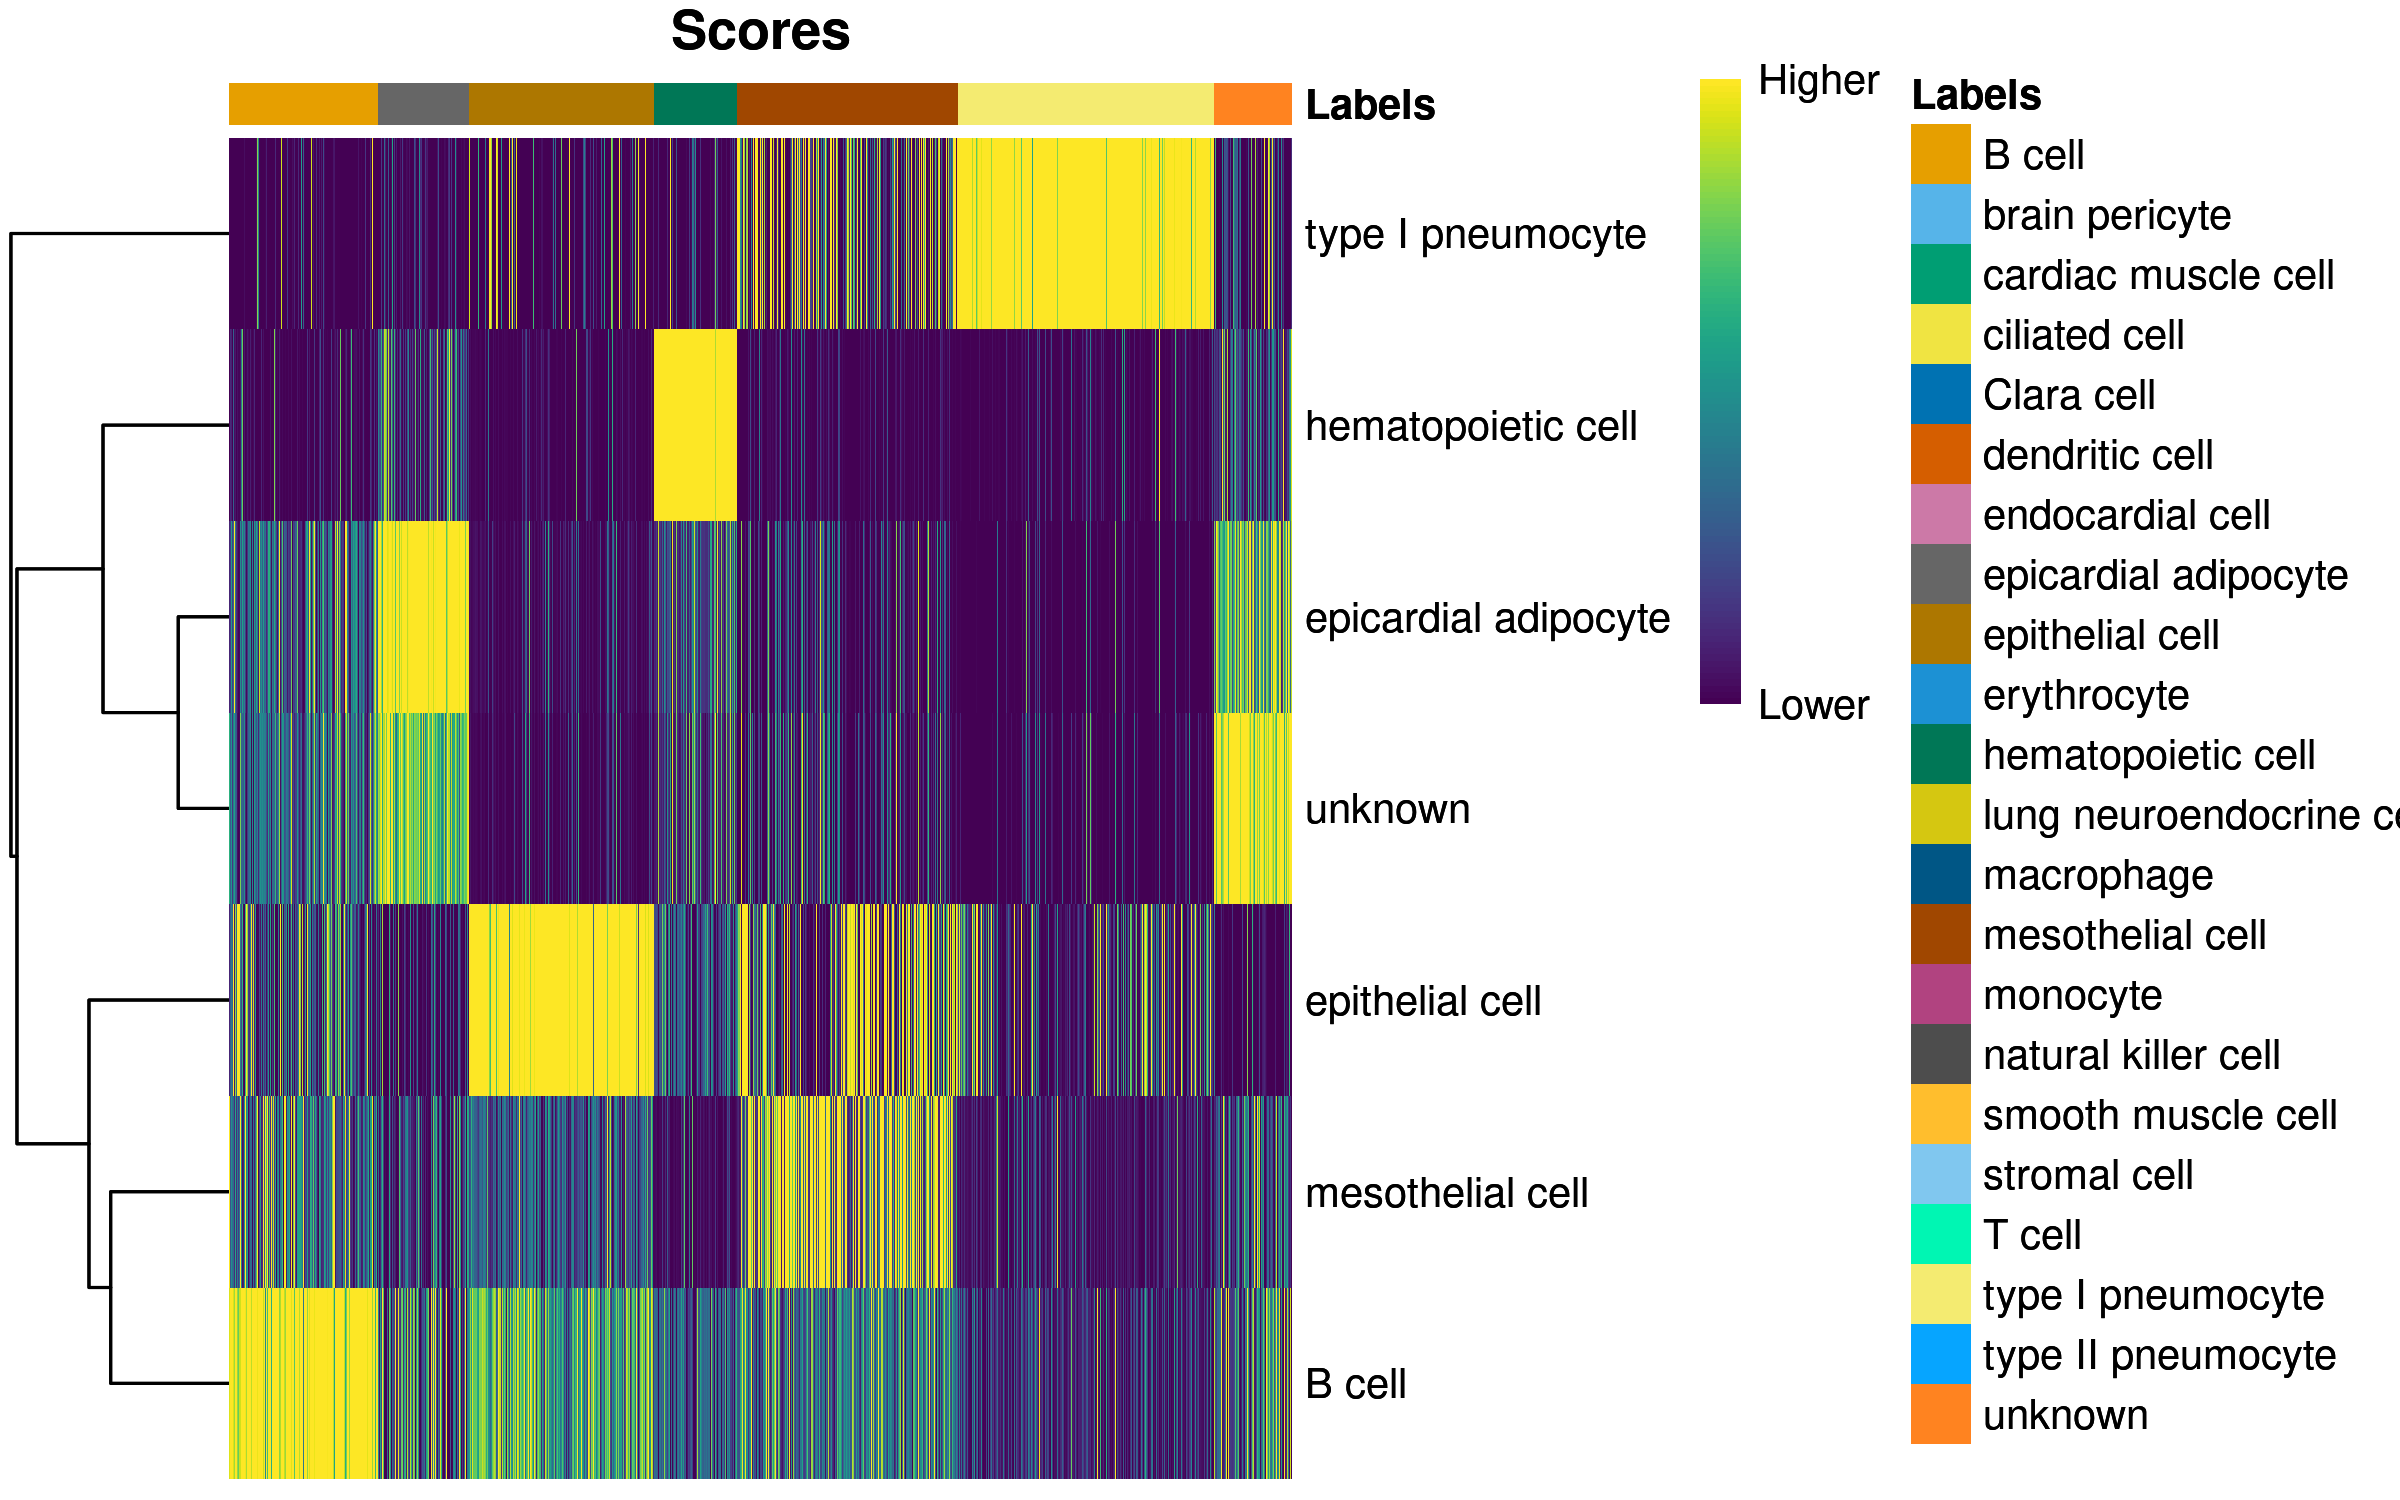 Scores
Labels
type I pneumocyte
hematopoietic cell
epicardial adipocyte
unknown
epithelial cell
mesothelial cell
B cell
Higher
Lower
Labels
B cell
brain pericyte
cardiac muscle cell
ciliated cell
Clara cell
dendritic cell
endocardial cell
epicardial adipocyte
epithelial cell
erythrocyte
hematopoietic cell
lung neuroendocrine ce
macrophage
mesothelial cell
monocyte
natural killer cell
smooth muscle cell
stromal cell
T cell
type I pneumocyte
type II pneumocyte
unknown